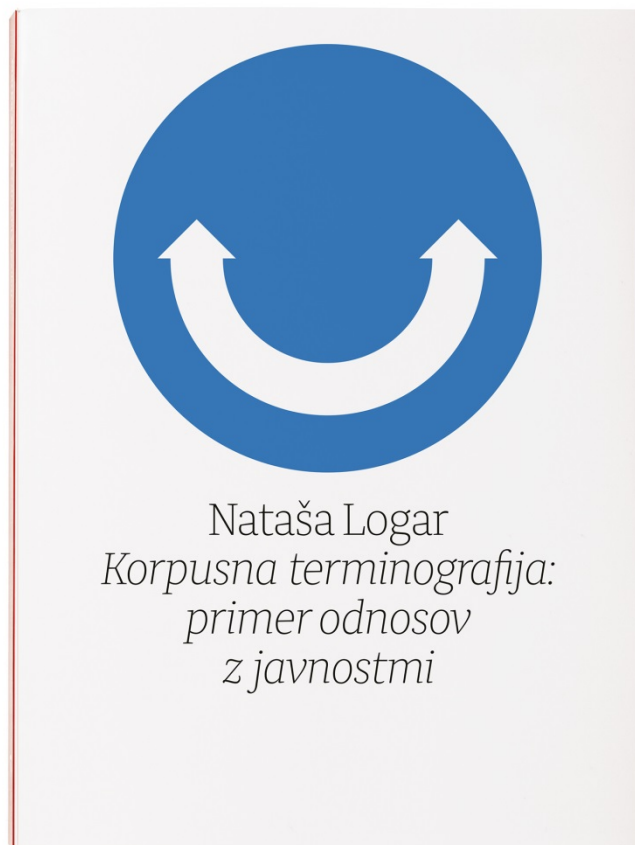 Nataša Logar
Korpusna terminografija:
primer odnosov
z javnostmi